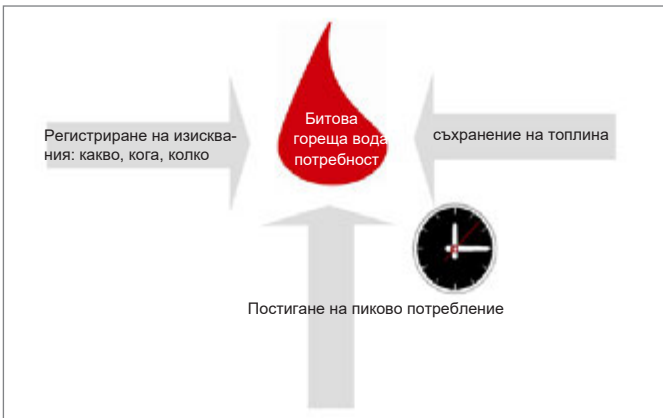 Битова
гореща вода
потребност
Регистриране на изисква-
ния: какво, кога, колко
съхранение на топлина
Постигане на пиково потребление